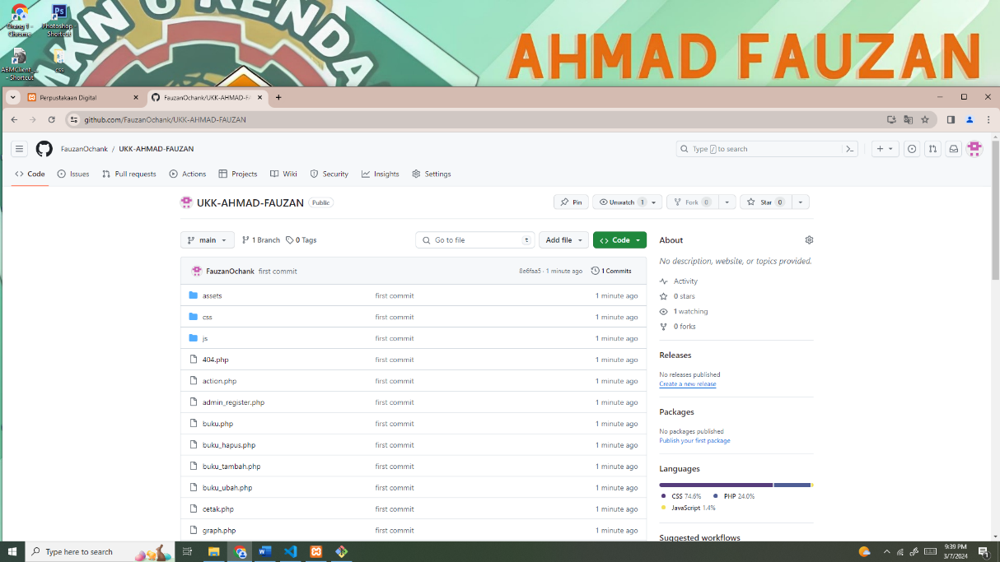 Orang 1 - Chrome
Photoshop - Shortcut
AHMAD FAUZAN
- Shortcut
css
Perpustakaan Digital
FauzanOchank/UKK-AHMAD-FA
github.com/FauzanOchank/UKK-AHMAD-FAUZAN
FauzanOchank / UKK-AHMAD-FAUZAN
Type / to search
Code Issues Pull requests Actions Projects Wiki Security Insights Settings
UKK-AHMAD-FAUZAN Public
Pin Unwatch 1 Fork 0 Star 0
main 1 Branch 0 Tags Go to file t Add file Code
FauzanOchank first commit 8e6faa5 · 1 minute ago 1 Commits
assets first commit 1 minute ago
css first commit 1 minute ago
js first commit 1 minute ago
404.php first commit 1 minute ago
action.php first commit 1 minute ago
admin_register.php first commit 1 minute ago
buku.php first commit 1 minute ago
buku_hapus.php first commit 1 minute ago
buku_tambah.php first commit 1 minute ago
buku_ubah.php first commit 1 minute ago
cetak.php first commit 1 minute ago
graph.php first commit 1 minute ago
About
No description, website, or topics provided.
Activity
0 stars
1 watching
0 forks
Releases
No releases published
Create a new release
Packages
No packages published
Publish your first package
Languages
CSS 74.6% PHP 24.0%
JavaScript 1.4%
Suggested workflows
Type here to search
9:39 PM
3/7/2024
1